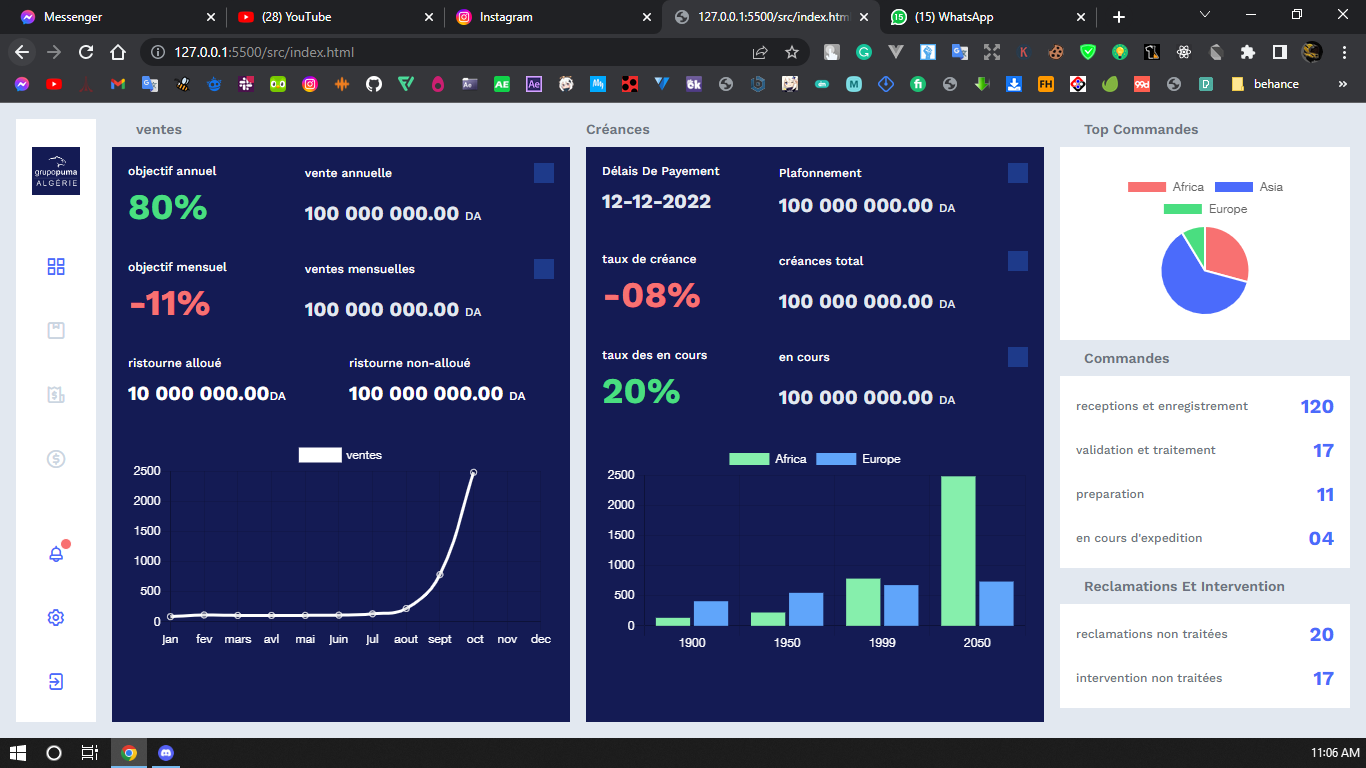 Messenger
(28) YouTube
Instagram
127.0.0.1:5500/src/index.htm
(15) WhatsApp
127.0.0.1:5500/src/index.html
behance
grupopuma
ALGÉRIE
ventes
objectif annuel
80%
vente annuelle
100 000 000.00 DA
objectif mensuel
-11%
ventes mensuelles
100 000 000.00 DA
ristourne alloué
10 000 000.00DA
ristourne non-alloué
100 000 000.00 DA
ventes
2500
2000
1500
1000
500
0
jan fev mars avl mai juin jul aout sept oct nov dec
Créances
Délais De Payement
12-12-2022
Plafonnement
100 000 000.00 DA
taux de créance
-08%
créances total
100 000 000.00 DA
taux des en cours
20%
en cours
100 000 000.00 DA
Africa Europe
2500
2000
1500
1000
500
0
1900 1950 1999 2050
Top Commandes
Africa Asia
Europe
Commandes
receptions et enregistrement 120
validation et traitement 17
preparation 11
en cours d'expedition 04
Reclamations Et Intervention
reclamations non traitées 20
intervention non traitées 17
11:06 AM